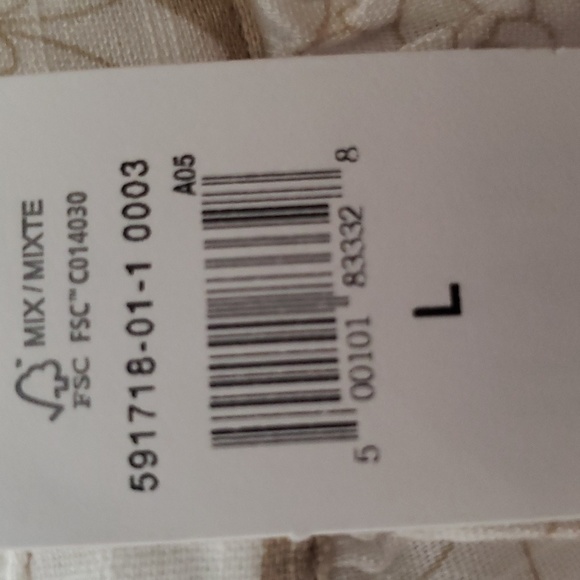 MIX / MIXTE
FSC FSC™ C014030
591718-01-1 0003
A05
5 00101 83332 8
L